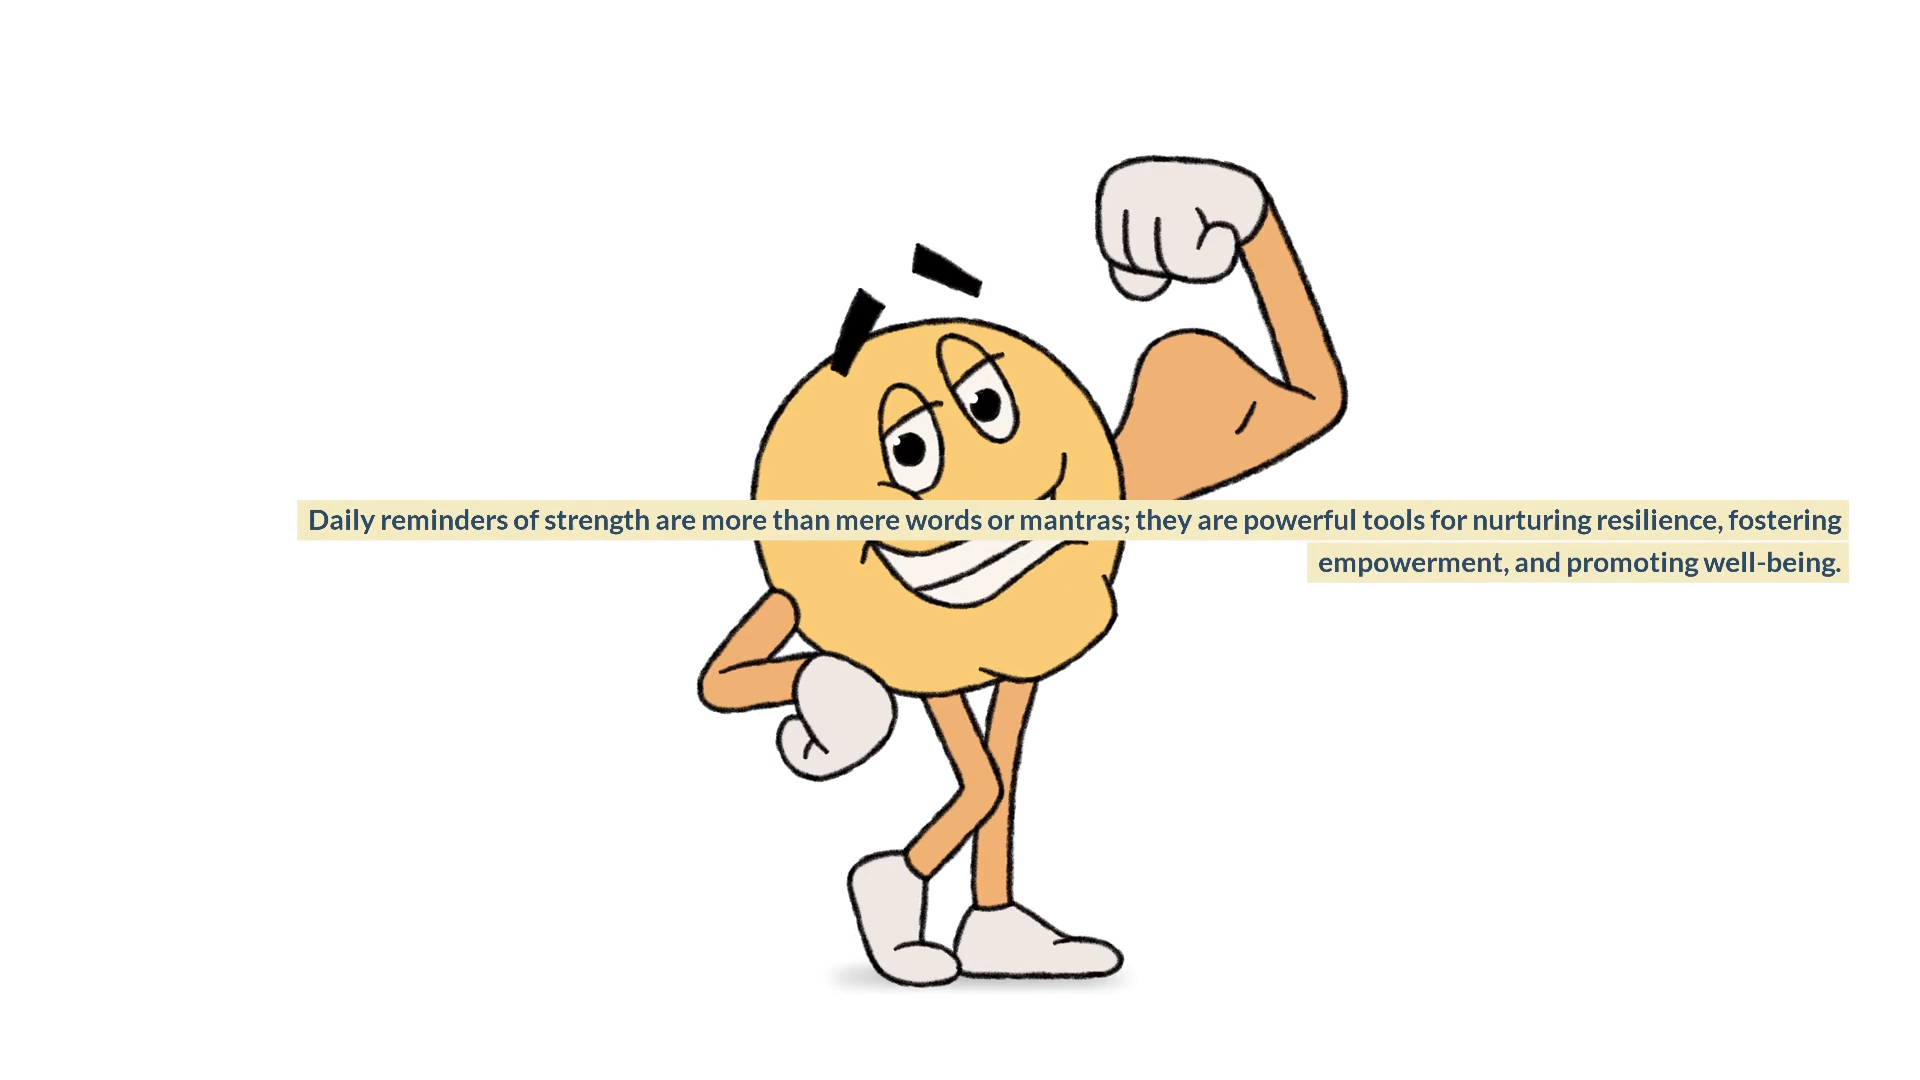 Daily reminders of strength are more than mere words or mantras; they are powerful tools for nurturing resilience, fostering
empowerment, and promoting well-being.